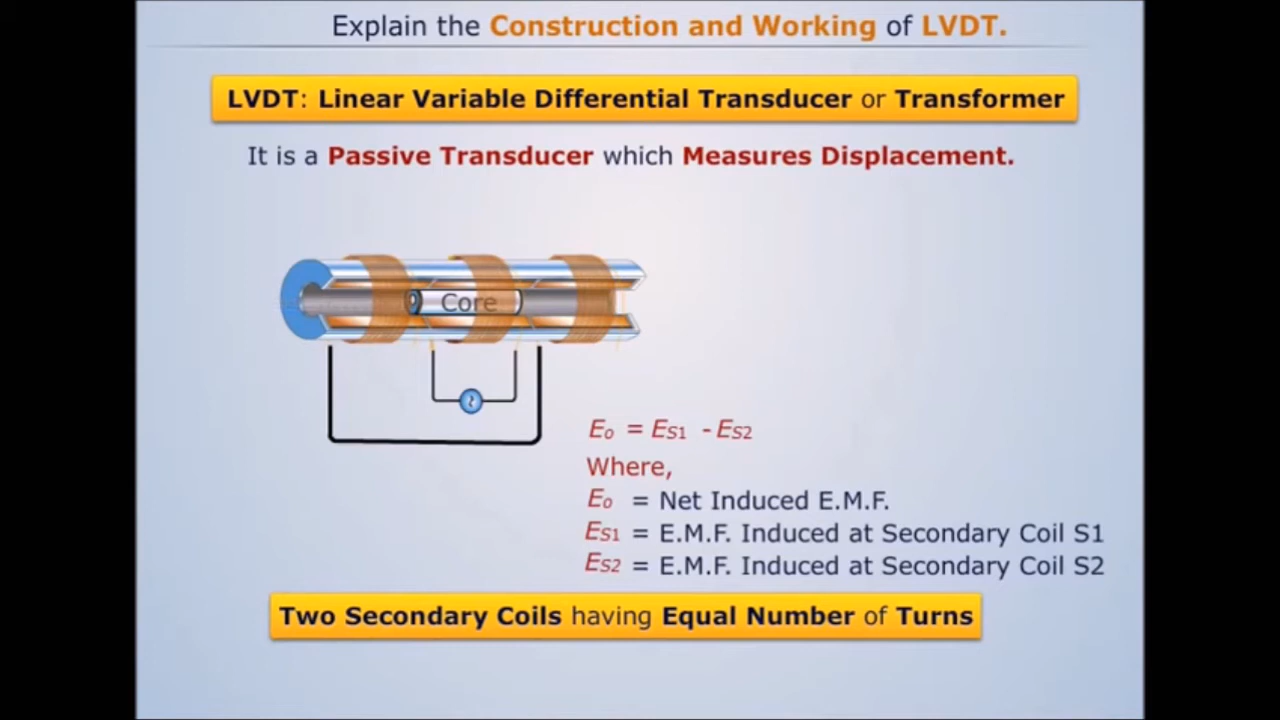 Explain the Construction and Working of LVDT.
LVDT: Linear Variable Differential Transducer or Transformer
It is a Passive Transducer which Measures Displacement.
Core
Eo = ES1 - ES2
Where,
Eo = Net Induced E.M.F.
ES1 = E.M.F. Induced at Secondary Coil S1
ES2 = E.M.F. Induced at Secondary Coil S2
Two Secondary Coils having Equal Number of Turns